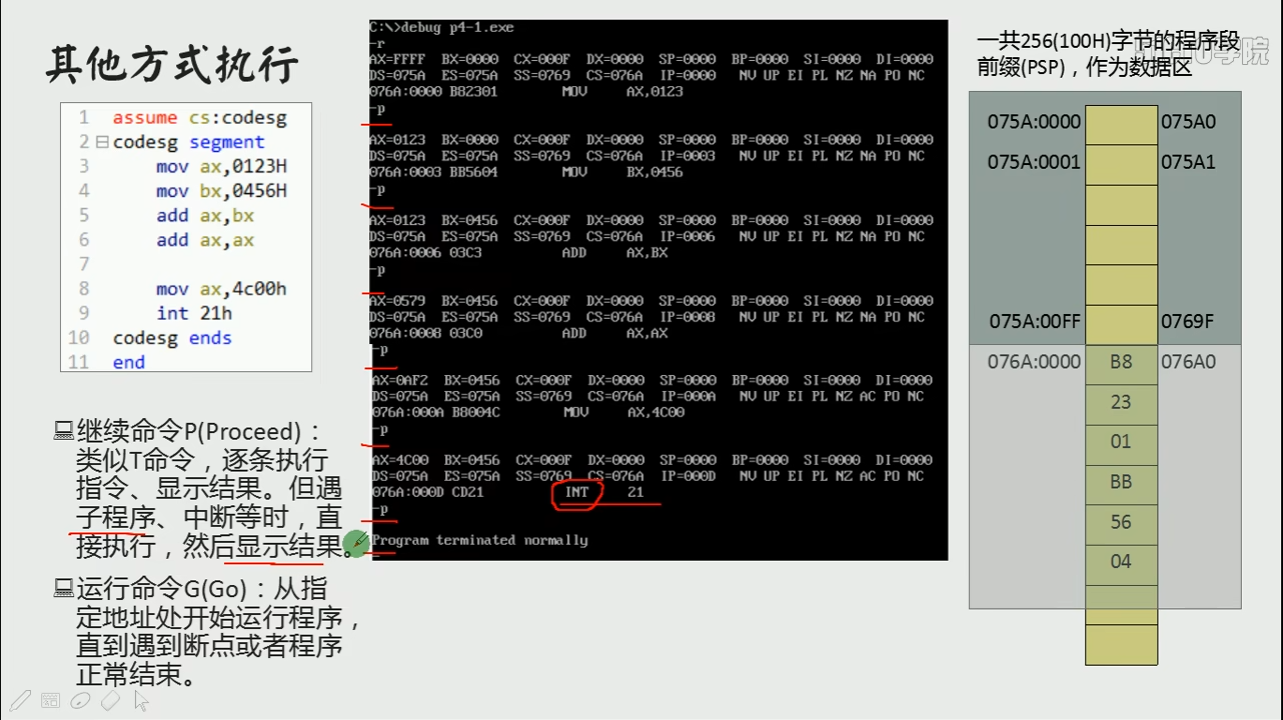 其他方式执行
1 assume cs:codesg
2 codesg segment
3 mov ax,0123H
4 mov bx,0456H
5 add ax,bx
6 add ax,ax
7
8 mov ax,4c00h
9 int 21h
10 codesg ends
11 end
继续命令P(Proceed)：
类似T命令，逐条执行
指令、显示结果。但遇
子程序、中断等时，直
接执行，然后显示结果。
运行命令G(Go)：从指
定地址处开始运行程序，
直到遇到断点或者程序
正常结束。
C:\>debug p4-1.exe
-r
AX=FFFF BX=0000 CX=000F DX=0000 SP=0000 BP=0000 SI=0000 DI=0000
DS=075A ES=075A SS=0769 CS=076A IP=0000 NV UP EI PL NZ NA PO NC
076A:0000 B82301 MOV AX,0123
-p
AX=0123 BX=0000 CX=000F DX=0000 SP=0000 BP=0000 SI=0000 DI=0000
DS=075A ES=075A SS=0769 CS=076A IP=0003 NV UP EI PL NZ NA PO NC
076A:0003 BB5604 MOV BX,0456
-p
AX=0123 BX=0456 CX=000F DX=0000 SP=0000 BP=0000 SI=0000 DI=0000
DS=075A ES=075A SS=0769 CS=076A IP=0006 NV UP EI PL NZ NA PO NC
076A:0006 03C3 ADD AX,BX
-p
AX=0579 BX=0456 CX=000F DX=0000 SP=0000 BP=0000 SI=0000 DI=0000
DS=075A ES=075A SS=0769 CS=076A IP=0008 NV UP EI PL NZ NA PO NC
076A:0008 03C0 ADD AX,AX
-p
AX=0AF2 BX=0456 CX=000F DX=0000 SP=0000 BP=0000 SI=0000 DI=0000
DS=075A ES=075A SS=0769 CS=076A IP=000A NV UP EI PL NZ AC PO NC
076A:000A B8004C MOV AX,4C00
-p
AX=4C00 BX=0456 CX=000F DX=0000 SP=0000 BP=0000 SI=0000 DI=0000
DS=075A ES=075A SS=0769 CS=076A IP=000D NV UP EI PL NZ AC PO NC
076A:000D CD21 INT 21
-p
Program terminated normally
-
一共256(100H)字节的程序段
前缀(PSP)，作为数据区
075A:0000 075A0
075A:0001 075A1
075A:00FF 0769F
076A:0000 B8 076A0
23
01
BB
56
04